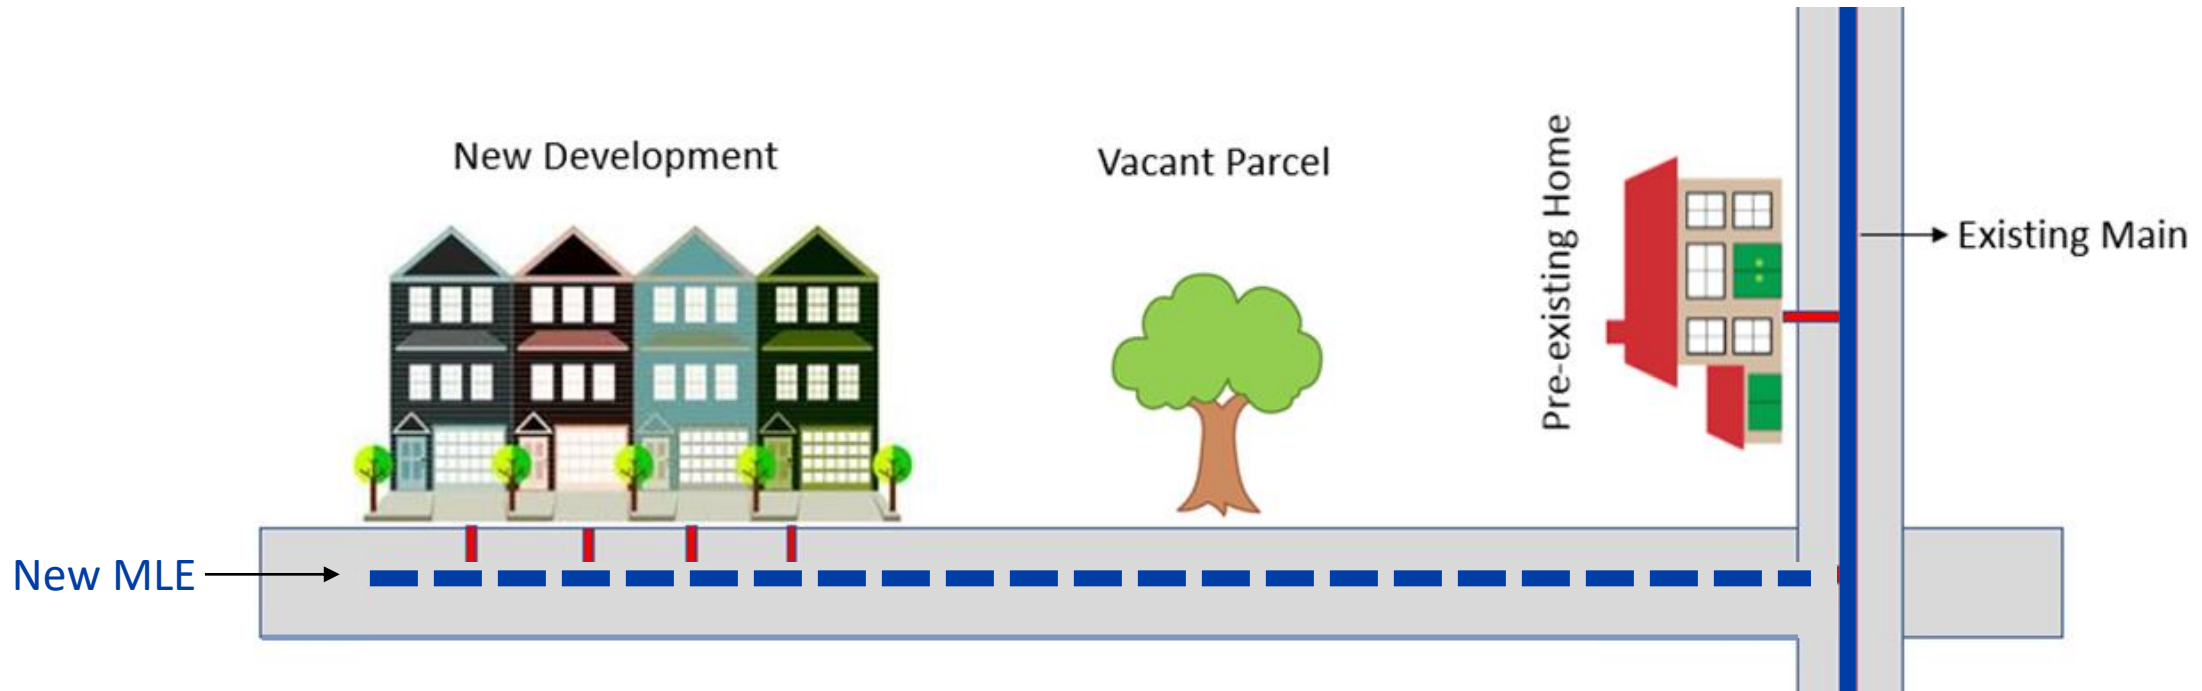 New Development
Vacant Parcel
Pre-existing Home
Existing Main
New MLE